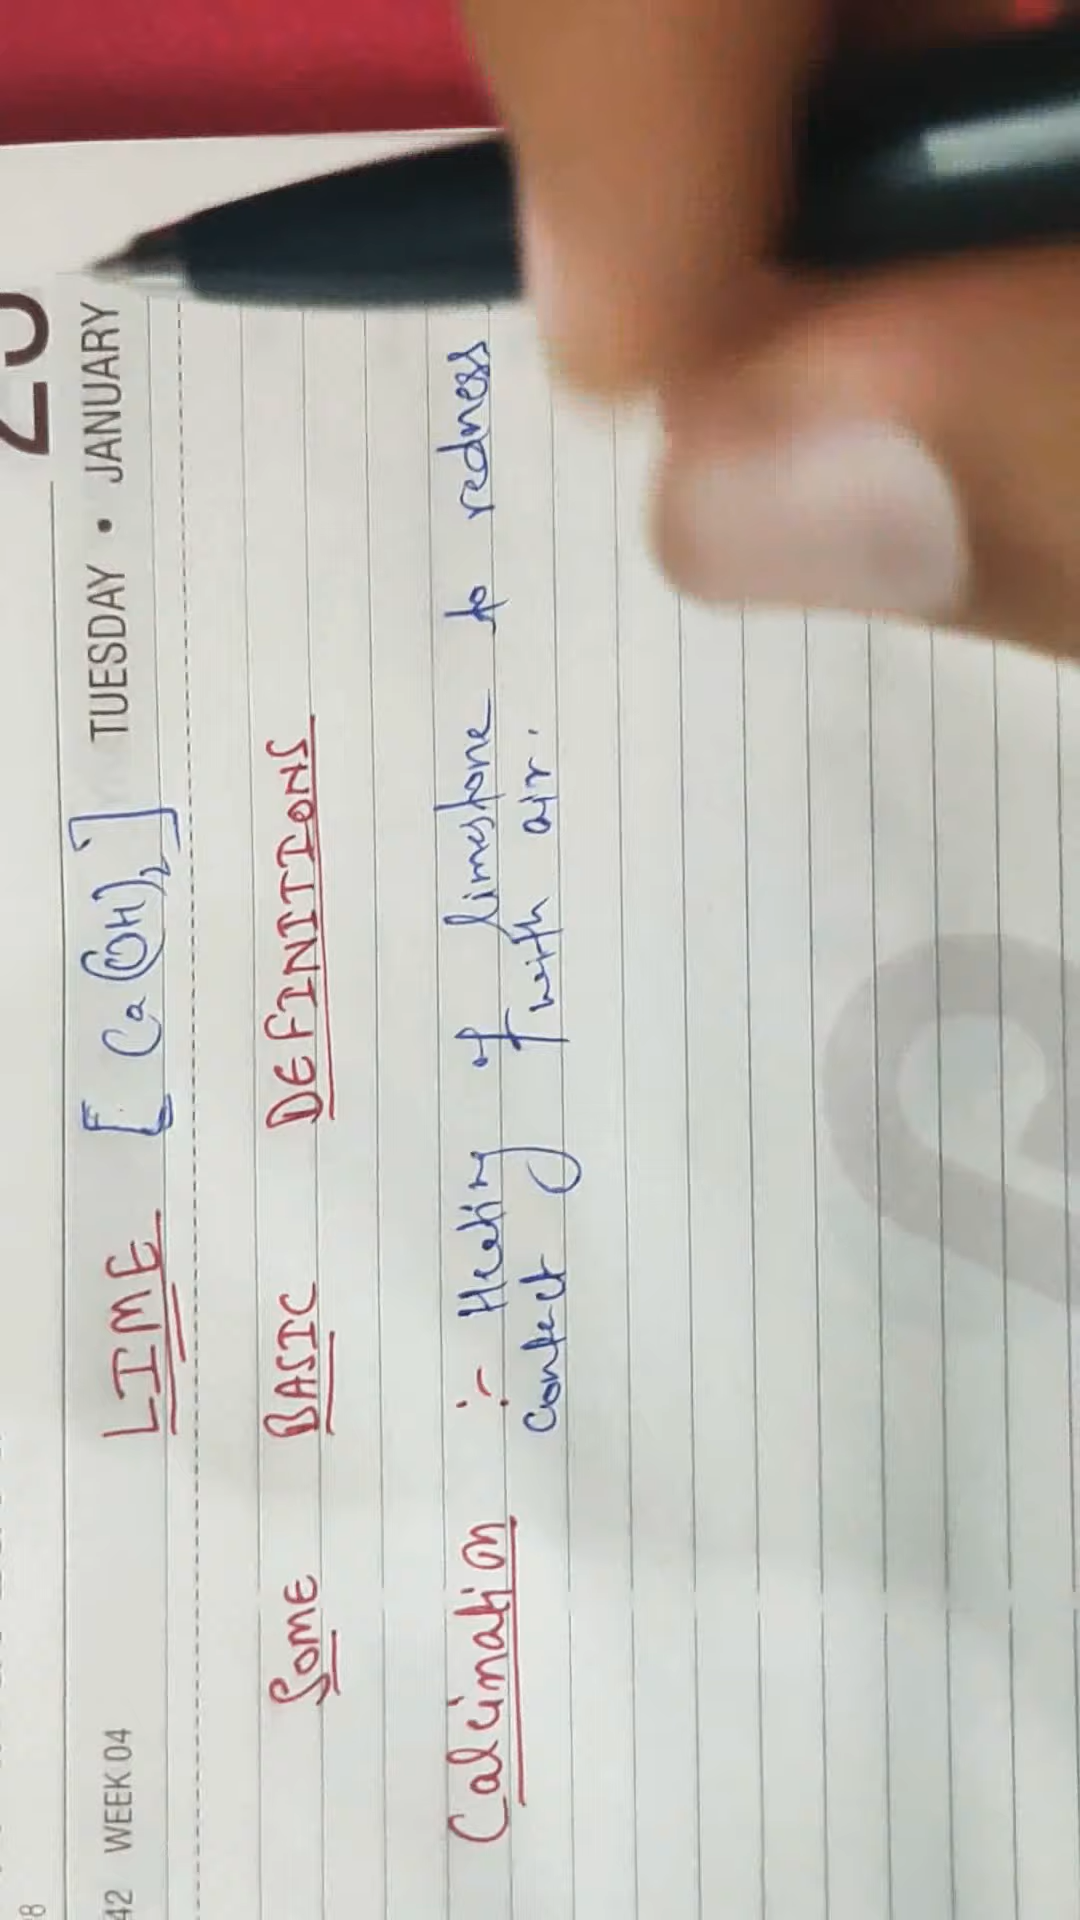 42 WEEK 04
TUESDAY • JANUARY
LIME [Ca(OH)2]
SOME BASIC DEFINITIONS
Calcination :- Heating of limestone to redness
contact with air.